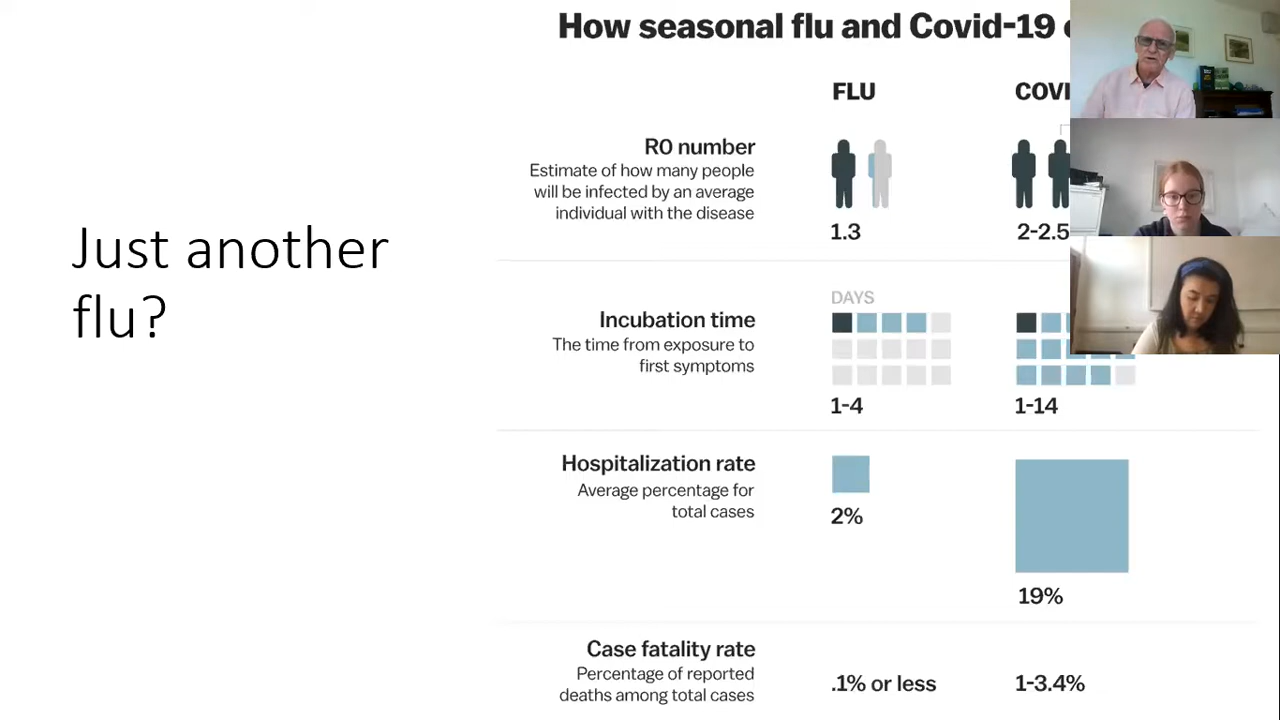 How seasonal flu and Covid-19
FLU
R0 number
Estimate of how many people
will be infected by an average
individual with the disease
1.3
2-2.5
Just another
flu?
DAYS
Incubation time
The time from exposure to
first symptoms
1-4
1-14
Hospitalization rate
Average percentage for
total cases
2%
19%
Case fatality rate
Percentage of reported
deaths among total cases
.1% or less
1-3.4%